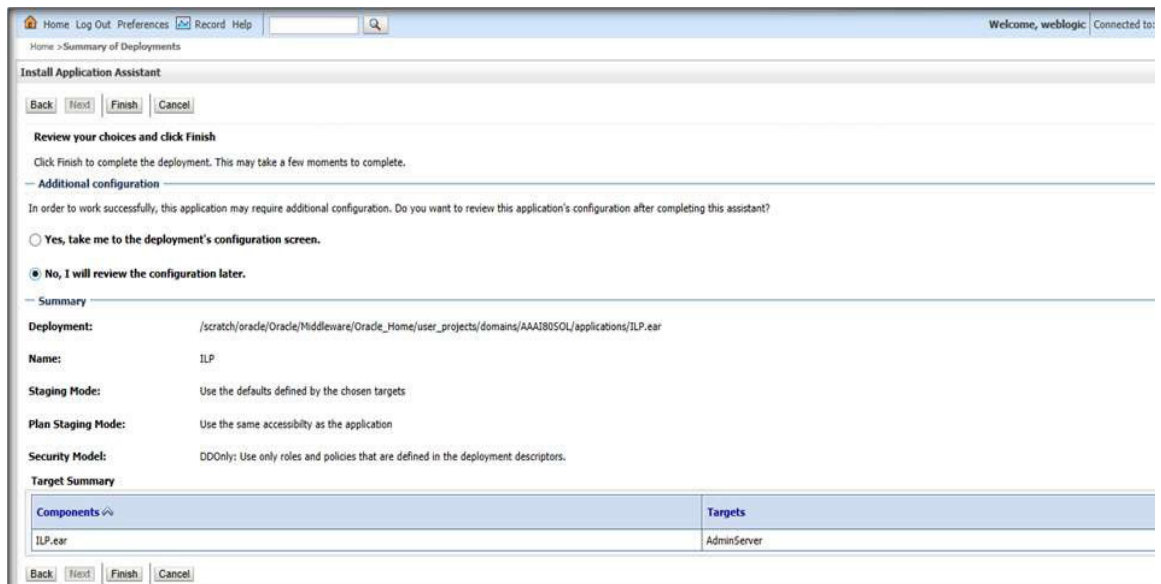 Home Log Out Preferences Record Help
Welcome, weblogic Connected to:
Home >Summary of Deployments
Install Application Assistant
Back Next Finish Cancel
Review your choices and click Finish
Click Finish to complete the deployment. This may take a few moments to complete.
Additional configuration
In order to work successfully, this application may require additional configuration. Do you want to review this application's configuration after completing this assistant?
Yes, take me to the deployment's configuration screen.
No, I will review the configuration later.
Summary
Deployment: /scratch/oracle/Oracle/Middleware/Oracle_Home/user_projects/domains/AAAI80SOL/applications/ILP.ear
Name: ILP
Staging Mode: Use the defaults defined by the chosen targets
Plan Staging Mode: Use the same accessibilty as the application
Security Model: DDOnly: Use only roles and policies that are defined in the deployment descriptors.
Target Summary
Components Targets
ILP.ear AdminServer
Back Next Finish Cancel